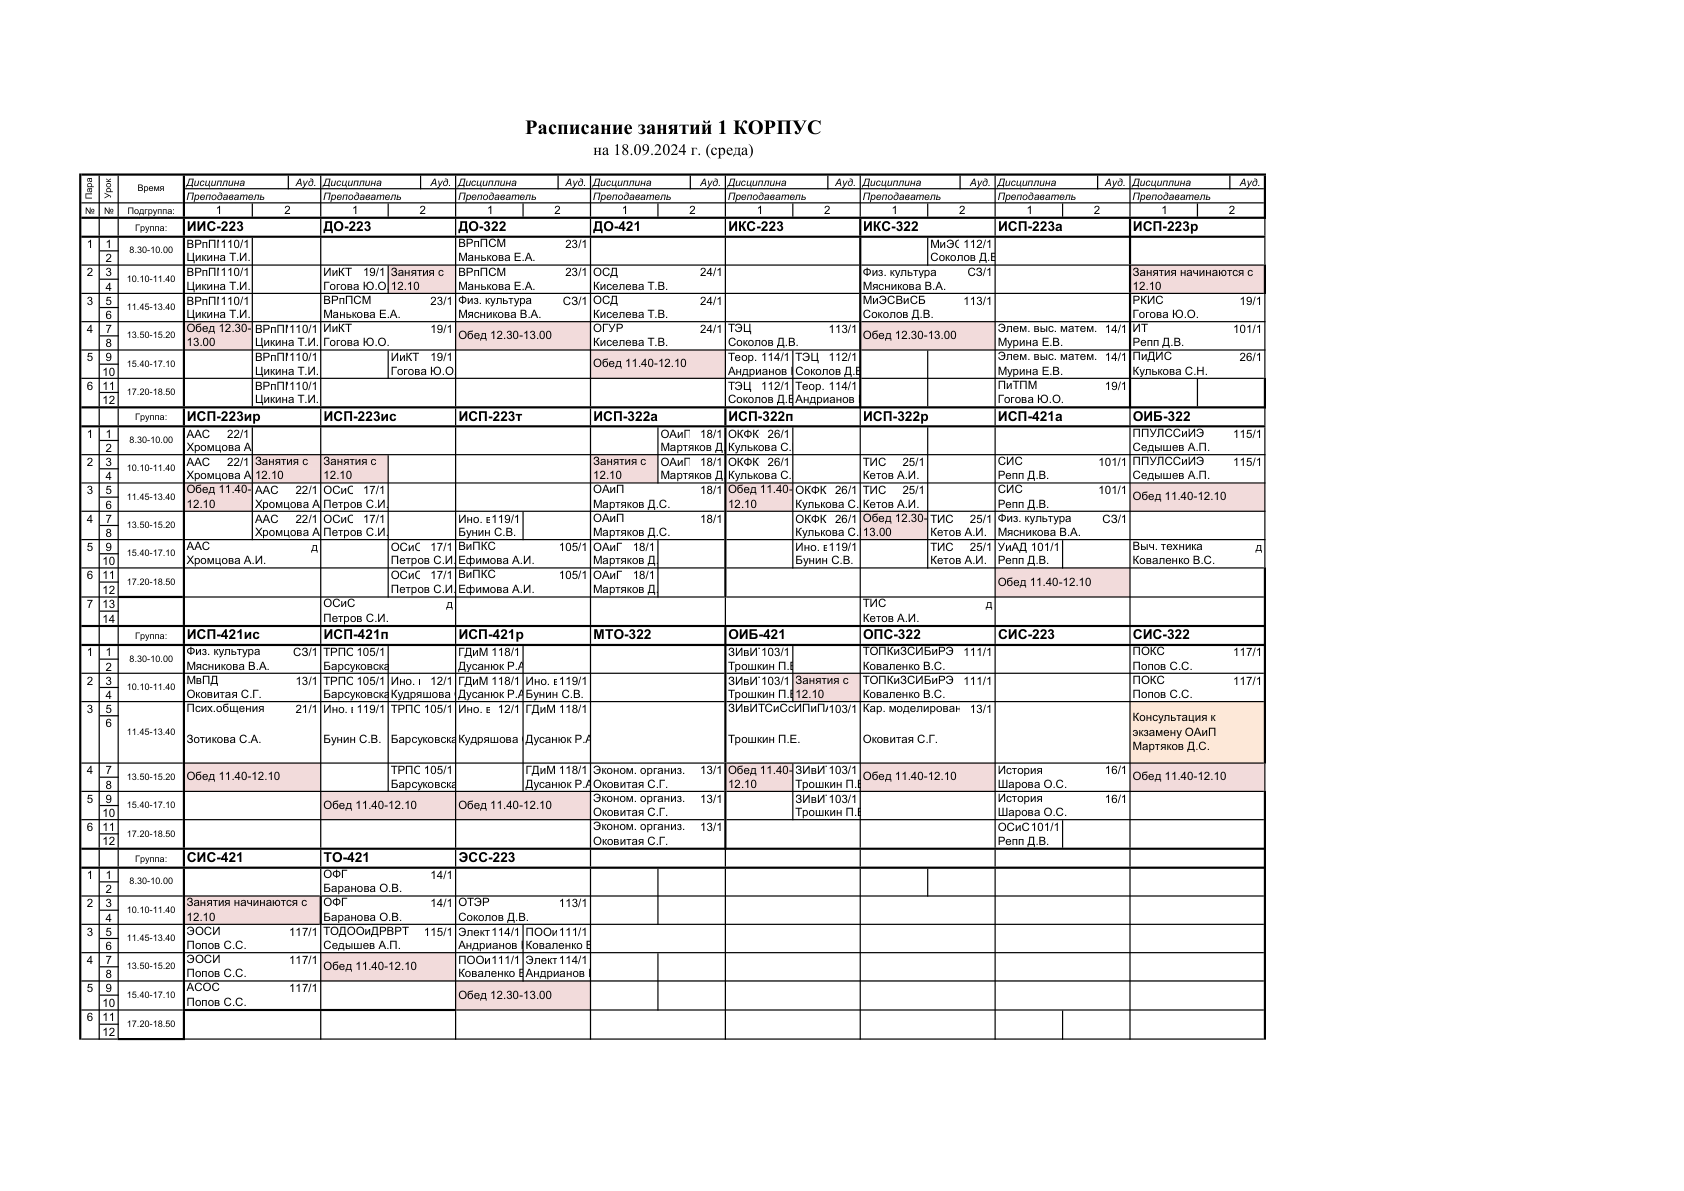 Расписание занятий 1 КОРПУС
на 18.09.2024 г. (среда)
Пара Урок Время Дисциплина Ауд. Дисциплина Ауд. Дисциплина Ауд. Дисциплина Ауд. Дисциплина Ауд. Дисциплина Ауд. Дисциплина Ауд. Дисциплина Ауд.
Преподаватель Преподаватель Преподаватель Преподаватель Преподаватель Преподаватель Преподаватель Преподаватель
№ № Подгруппа: 1 2 1 2 1 2 1 2 1 2 1 2 1 2 1 2
Группа: ИИС-223 ДО-223 ДО-322 ДО-421 ИКС-223 ИКС-322 ИСП-223а ИСП-223р
1 1 8.30-10.00 ВРпП 110/1 ВРпПСМ 23/1 МиЭС 112/1
2 Цикина Т.И. Манькова Е.А. Соколов Д.В
2 3 10.10-11.40 ВРпП 110/1 ИиКТ 19/1 Занятия с ВРпПСМ 23/1 ОСД 24/1 Физ. культура С3/1 Занятия начинаются с
4 Цикина Т.И. Гогова Ю.О. 12.10 Манькова Е.А. Киселева Т.В. Мясникова В.А. 12.10
3 5 11.45-13.40 ВРпП 110/1 ВРпПСМ 23/1 Физ. культура С3/1 ОСД 24/1 МиЭСВиСБ 113/1 РКИС 19/1
6 Цикина Т.И. Манькова Е.А. Мясникова В.А. Киселева Т.В. Соколов Д.В. Гогова Ю.О.
4 7 13.50-15.20 Обед 12.30- ВРпП 110/1 ИиКТ 19/1 Обед 12.30-13.00 ОГУР 24/1 ТЭЦ 113/1 Обед 12.30-13.00 Элем. выс. матем. 14/1 ИТ 101/1
8 13.00 Цикина Т.И. Гогова Ю.О. Киселева Т.В. Соколов Д.В. Мурина Е.В. Репп Д.В.
5 9 15.40-17.10 ВРпП 110/1 ИиКТ 19/1 Обед 11.40-12.10 Теор. 114/1 ТЭЦ 112/1 Элем. выс. матем. 14/1 ПиДИС 26/1
10 Цикина Т.И. Гогова Ю.О Андрианов Соколов Д.В Мурина Е.В. Кулькова С.Н.
6 11 17.20-18.50 ВРпП 110/1 ТЭЦ 112/1 Теор. 114/1 ПиТПМ 19/1
12 Цикина Т.И. Соколов Д.В Андрианов Гогова Ю.О.
Группа: ИСП-223ир ИСП-223ис ИСП-223т ИСП-322а ИСП-322п ИСП-322р ИСП-421а ОИБ-322
1 1 8.30-10.00 ААС 22/1 ОАиП 18/1 ОКФК 26/1 ППУЛССиИЭ 115/1
2 Хромцова А Мартяков Д Кулькова С. Седышев А.П.
2 3 10.10-11.40 ААС 22/1 Занятия с Занятия с Занятия с ОАиП 18/1 ОКФК 26/1 ТИС 25/1 СИС 101/1 ППУЛССиИЭ 115/1
4 Хромцова А 12.10 12.10 12.10 Мартяков Д Кулькова С. Кетов А.И. Репп Д.В. Седышев А.П.
3 5 11.45-13.40 Обед 11.40- ААС 22/1 ОСиС 17/1 ОАиП 18/1 Обед 11.40- ОКФК 26/1 ТИС 25/1 СИС 101/1 Обед 11.40-12.10
6 12.10 Хромцова А Петров С.И. Мартяков Д.С. 12.10 Кулькова С. Кетов А.И. Репп Д.В.
4 7 13.50-15.20 ААС 22/1 ОСиС 17/1 Ино. 119/1 ОАиП 18/1 ОКФК 26/1 Обед 12.30- ТИС 25/1 Физ. культура С3/1
8 Хромцова А Петров С.И. Бунин С.В. Мартяков Д.С. Кулькова С. 13.00 Кетов А.И. Мясникова В.А.
5 9 15.40-17.10 ААС д ОСиС 17/1 ВиПКС 105/1 ОАиП 18/1 Ино. 119/1 ТИС 25/1 УиАД 101/1 Выч. техника д
10 Хромцова А.И. Петров С.И. Ефимова А.И. Мартяков Д. Бунин С.В. Кетов А.И. Репп Д.В. Коваленко В.С.
6 11 17.20-18.50 ОСиС 17/1 ВиПКС 105/1 ОАиП 18/1 Обед 11.40-12.10
12 Петров С.И. Ефимова А.И. Мартяков Д.
7 13 ОСиС д ТИС д
14 Петров С.И. Кетов А.И.
Группа: ИСП-421ис ИСП-421п ИСП-421р МТО-322 ОИБ-421 ОПС-322 СИС-223 СИС-322
1 1 8.30-10.00 Физ. культура С3/1 ТРПС 105/1 ГДиМ 118/1 ЗИвИ 103/1 ТОПКиЗСИБиРЭ 111/1 ПОКС 117/1
2 Мясникова В.А. Барсуковска Дусанюк Р.А Трошкин П.Е Коваленко В.С. Попов С.С.
2 3 10.10-11.40 МвПД 13/1 ТРПС 105/1 Ино. 12/1 ГДиМ 118/1 Ино. 119/1 ЗИвИ 103/1 Занятия с ТОПКиЗСИБиРЭ 111/1 ПОКС 117/1
4 Оковитая С.Г. Барсуковска Кудряшова Дусанюк Р.А Бунин С.В. Трошкин П.Е 12.10 Коваленко В.С. Попов С.С.
3 5 11.45-13.40 Псих.общения 21/1 Ино. 119/1 ТРПС 105/1 Ино. 12/1 ГДиМ 118/1 ЗИвИТСиСсИПиП/ 103/1 Кар. моделирован 13/1 Консультация к
6 экзамену ОАиП
Зотикова С.А. Бунин С.В. Барсуковска Кудряшова Дусанюк Р.А Трошкин П.Е. Оковитая С.Г. Мартяков Д.С.
4 7 13.50-15.20 Обед 11.40-12.10 ТРПС 105/1 ГДиМ 118/1 Эконом. организ. 13/1 Обед 11.40- ЗИвИ 103/1 Обед 11.40-12.10 История 16/1 Обед 11.40-12.10
8 Барсуковска Дусанюк Р.А Оковитая С.Г. 12.10 Трошкин П.Е Шарова О.С.
5 9 15.40-17.10 Обед 11.40-12.10 Обед 11.40-12.10 Эконом. организ. 13/1 ЗИвИ 103/1 История 16/1
10 Оковитая С.Г. Трошкин П.Е Шарова О.С.
6 11 17.20-18.50 Эконом. организ. 13/1 ОСиС 101/1
12 Оковитая С.Г. Репп Д.В.
Группа: СИС-421 ТО-421 ЭСС-223
1 1 8.30-10.00 ОФГ 14/1
2 Баранова О.В.
2 3 10.10-11.40 Занятия начинаются с ОФГ 14/1 ОТЭР 113/1
4 12.10 Баранова О.В. Соколов Д.В.
3 5 11.45-13.40 ЭОСИ 117/1 ТОДООиДРВРТ 115/1 Элект 114/1 ПООи 111/1
6 Попов С.С. Седышев А.П. Андрианов Коваленко В
4 7 13.50-15.20 ЭОСИ 117/1 Обед 11.40-12.10 ПООи 111/1 Элект 114/1
8 Попов С.С. Коваленко В Андрианов
5 9 15.40-17.10 АСОС 117/1 Обед 12.30-13.00
10 Попов С.С.
6 11 17.20-18.50
12